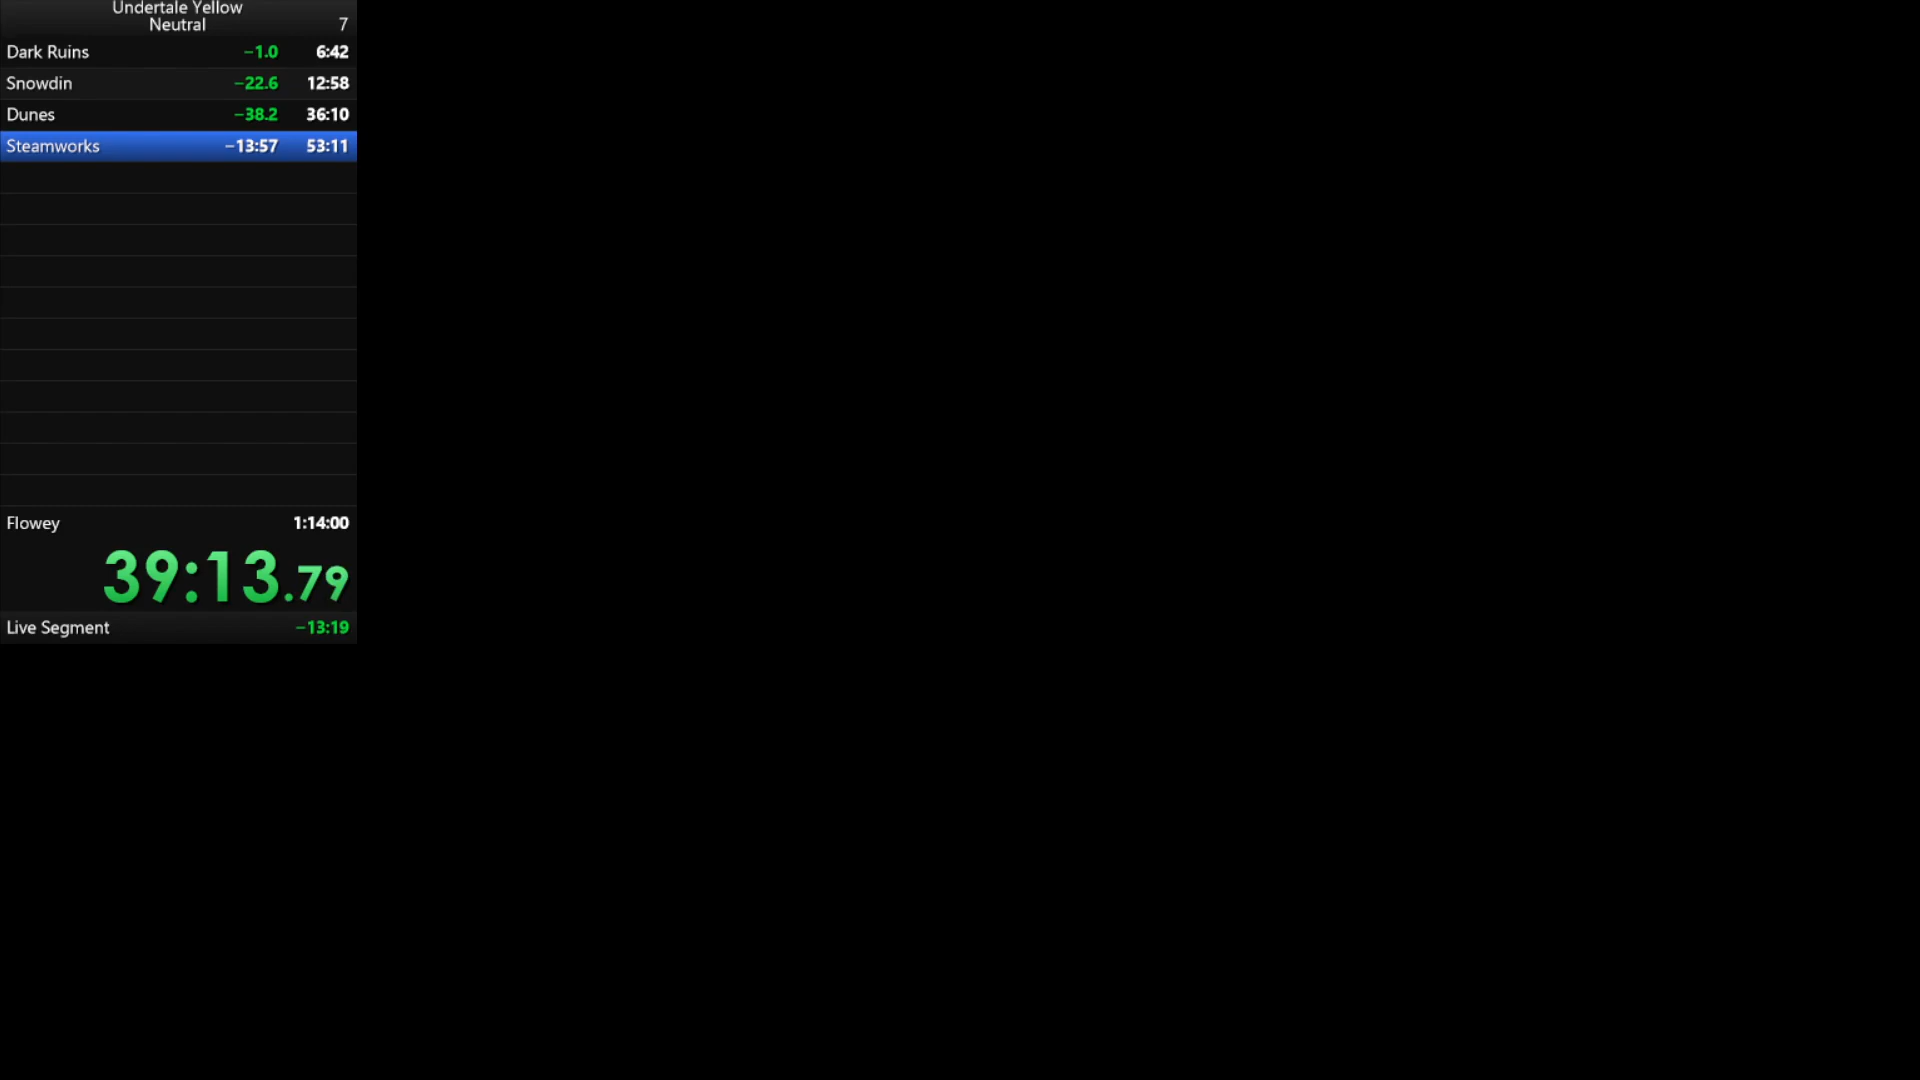 Undertale Yellow
Neutral 7
Dark Ruins −1.0 6:42
Snowdin −22.6 12:58
Dunes −38.2 36:10
Steamworks −13:57 53:11
Flowey 1:14:00
39:13.79
Live Segment −13:19